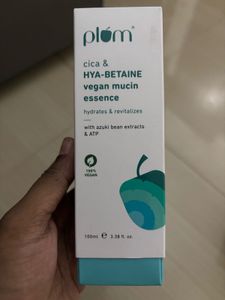 plum
cica &
HYA-BETAINE
vegan mucin
essence
hydrates & revitalizes
with azuki bean extracts
& ATP
100%
VEGAN
100ml ℮ 3.38 fl. oz.